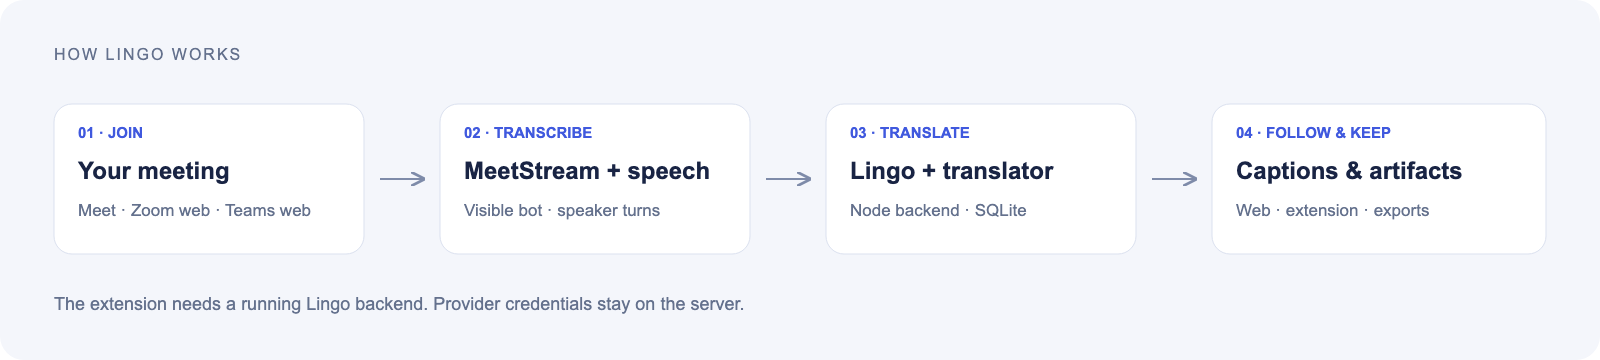 HOW LINGO WORKS
01 · JOIN
Your meeting
Meet · Zoom web · Teams web
02 · TRANSCRIBE
MeetStream + speech
Visible bot · speaker turns
03 · TRANSLATE
Lingo + translator
Node backend · SQLite
04 · FOLLOW & KEEP
Captions & artifacts
Web · extension · exports
The extension needs a running Lingo backend. Provider credentials stay on the server.